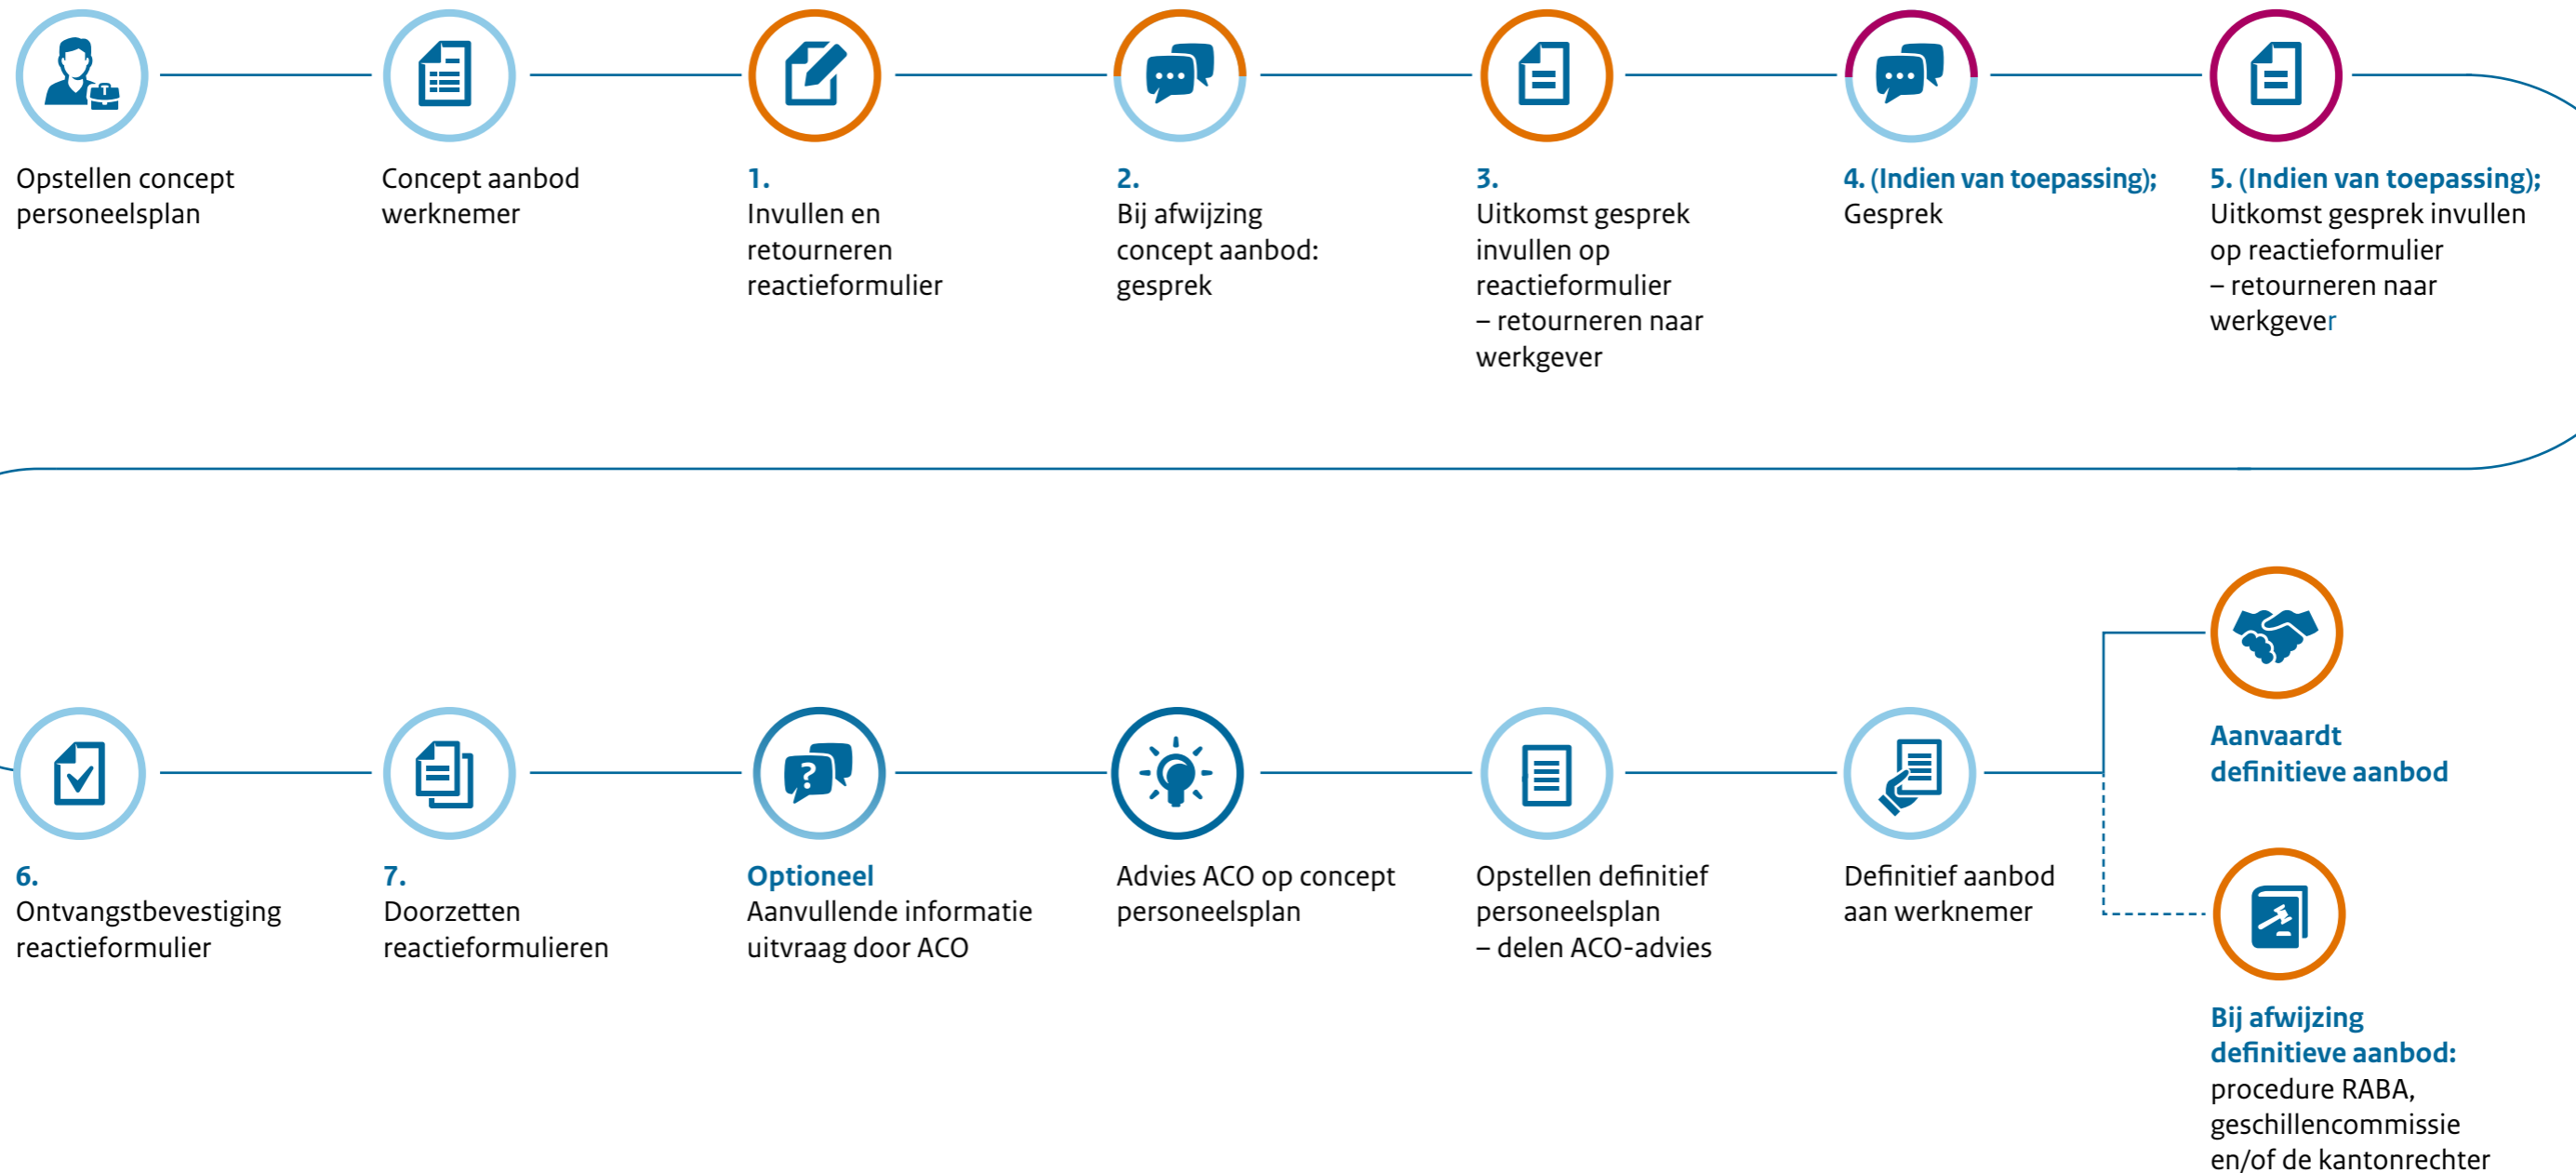 Opstellen concept
personeelsplan
Concept aanbod
werknemer
1.
Invullen en
retourneren
reactieformulier
2.
Bij afwijzing
concept aanbod:
gesprek
3.
Uitkomst gesprek
invullen op
reactieformulier
– retourneren naar
werkgever
4. (Indien van toepassing);
Gesprek
5. (Indien van toepassing);
Uitkomst gesprek invullen
op reactieformulier
– retourneren naar
werkgever
6.
Ontvangstbevestiging
reactieformulier
7.
Doorzetten
reactieformulieren
?
Optioneel
Aanvullende informatie
uitvraag door ACO
Advies ACO op concept
personeelsplan
Opstellen definitief
personeelsplan
– delen ACO-advies
Definitief aanbod
aan werknemer
Aanvaardt
definitieve aanbod
Bij afwijzing
definitieve aanbod:
procedure RABA,
geschillencommissie
en/of de kantonrechter